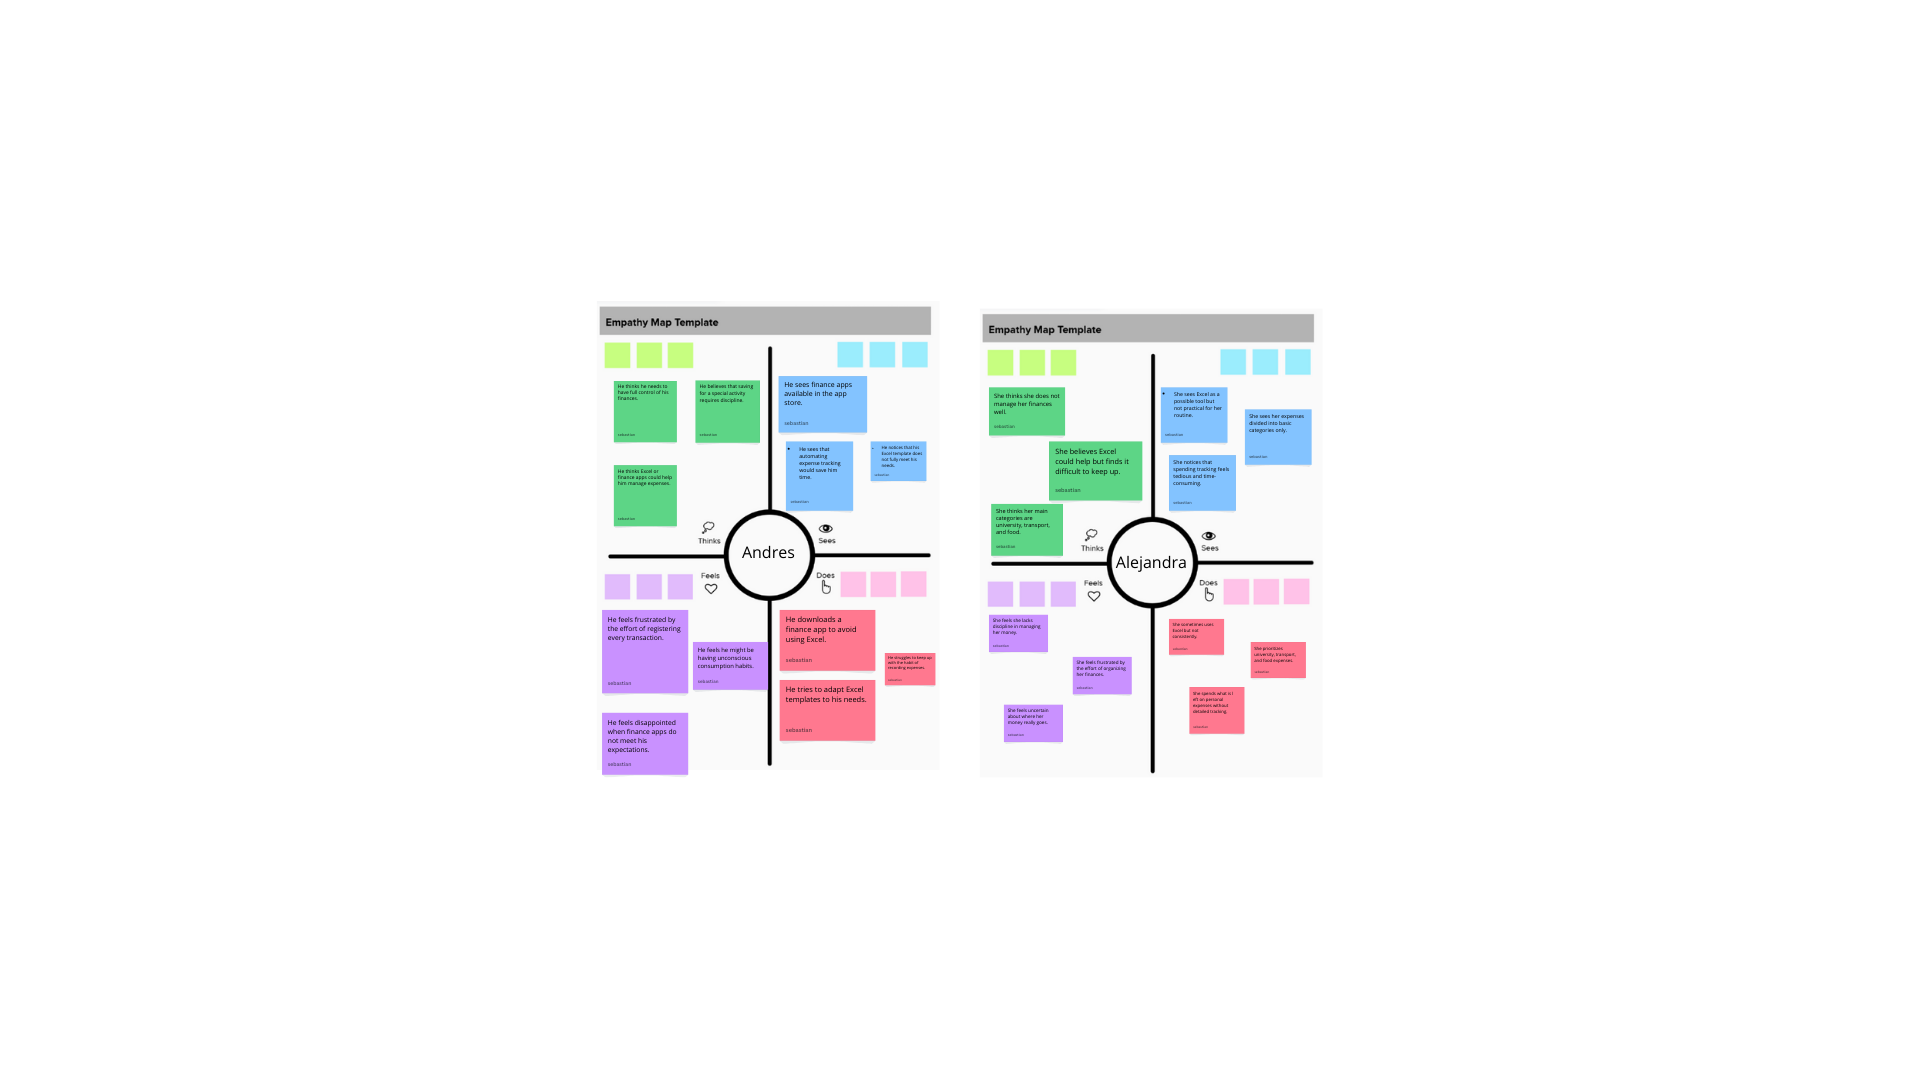 Empathy Map Template
He thinks he needs to
have full control of his
finances.
sebastian
He believes that saving
for a special activity
requires discipline.
sebastian
He thinks Excel or
finance apps could help
him manage expenses.
sebastian
Thinks
He sees finance apps
available in the app
store.
sebastian
• He sees that
automating
expense tracking
would save him
time.
sebastian
He notices that his
Excel template does
not fully meet his
needs.
sebastian
Sees
Andres
Feels
He feels frustrated by
the effort of registering
every transaction.
sebastian
He feels he might be
having unconscious
consumption habits.
sebastian
He feels disappointed
when finance apps do
not meet his
expectations.
sebastian
Does
He downloads a
finance app to avoid
using Excel.
sebastian
He struggles to keep up
with the habit of
recording expenses.
sebastian
He tries to adapt Excel
templates to his needs.
sebastian
Empathy Map Template
She thinks she does not
manage her finances
well.
sebastian
She believes Excel
could help but finds it
difficult to keep up.
sebastian
She thinks her main
categories are
university, transport,
and food.
sebastian
Thinks
• She sees Excel as a
possible tool but
not practical for her
routine.
sebastian
She sees her expenses
divided into basic
categories only.
sebastian
She notices that
spending tracking feels
tedious and time-
consuming.
sebastian
Sees
Alejandra
Feels
She feels she lacks
discipline in managing
her money.
sebastian
She feels frustrated by
the effort of organizing
her finances.
sebastian
She feels uncertain
about where her
money really goes.
sebastian
Does
She sometimes uses
Excel but not
consistently.
sebastian
She prioritizes
university, transport,
and food expenses.
sebastian
She spends what is l
eft on personal
expenses without
detailed tracking.
sebastian